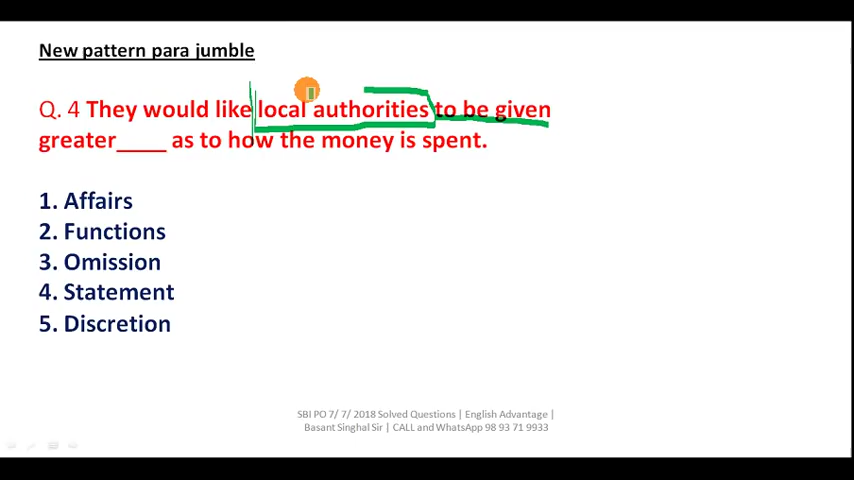 New pattern para jumble
Q. 4 They would like local authorities to be given
greater____ as to how the money is spent.
1. Affairs
2. Functions
3. Omission
4. Statement
5. Discretion
SBI PO 7/ 7/ 2018 Solved Questions | English Advantage |
Basant Singhal Sir | CALL and WhatsApp 98 93 71 9933